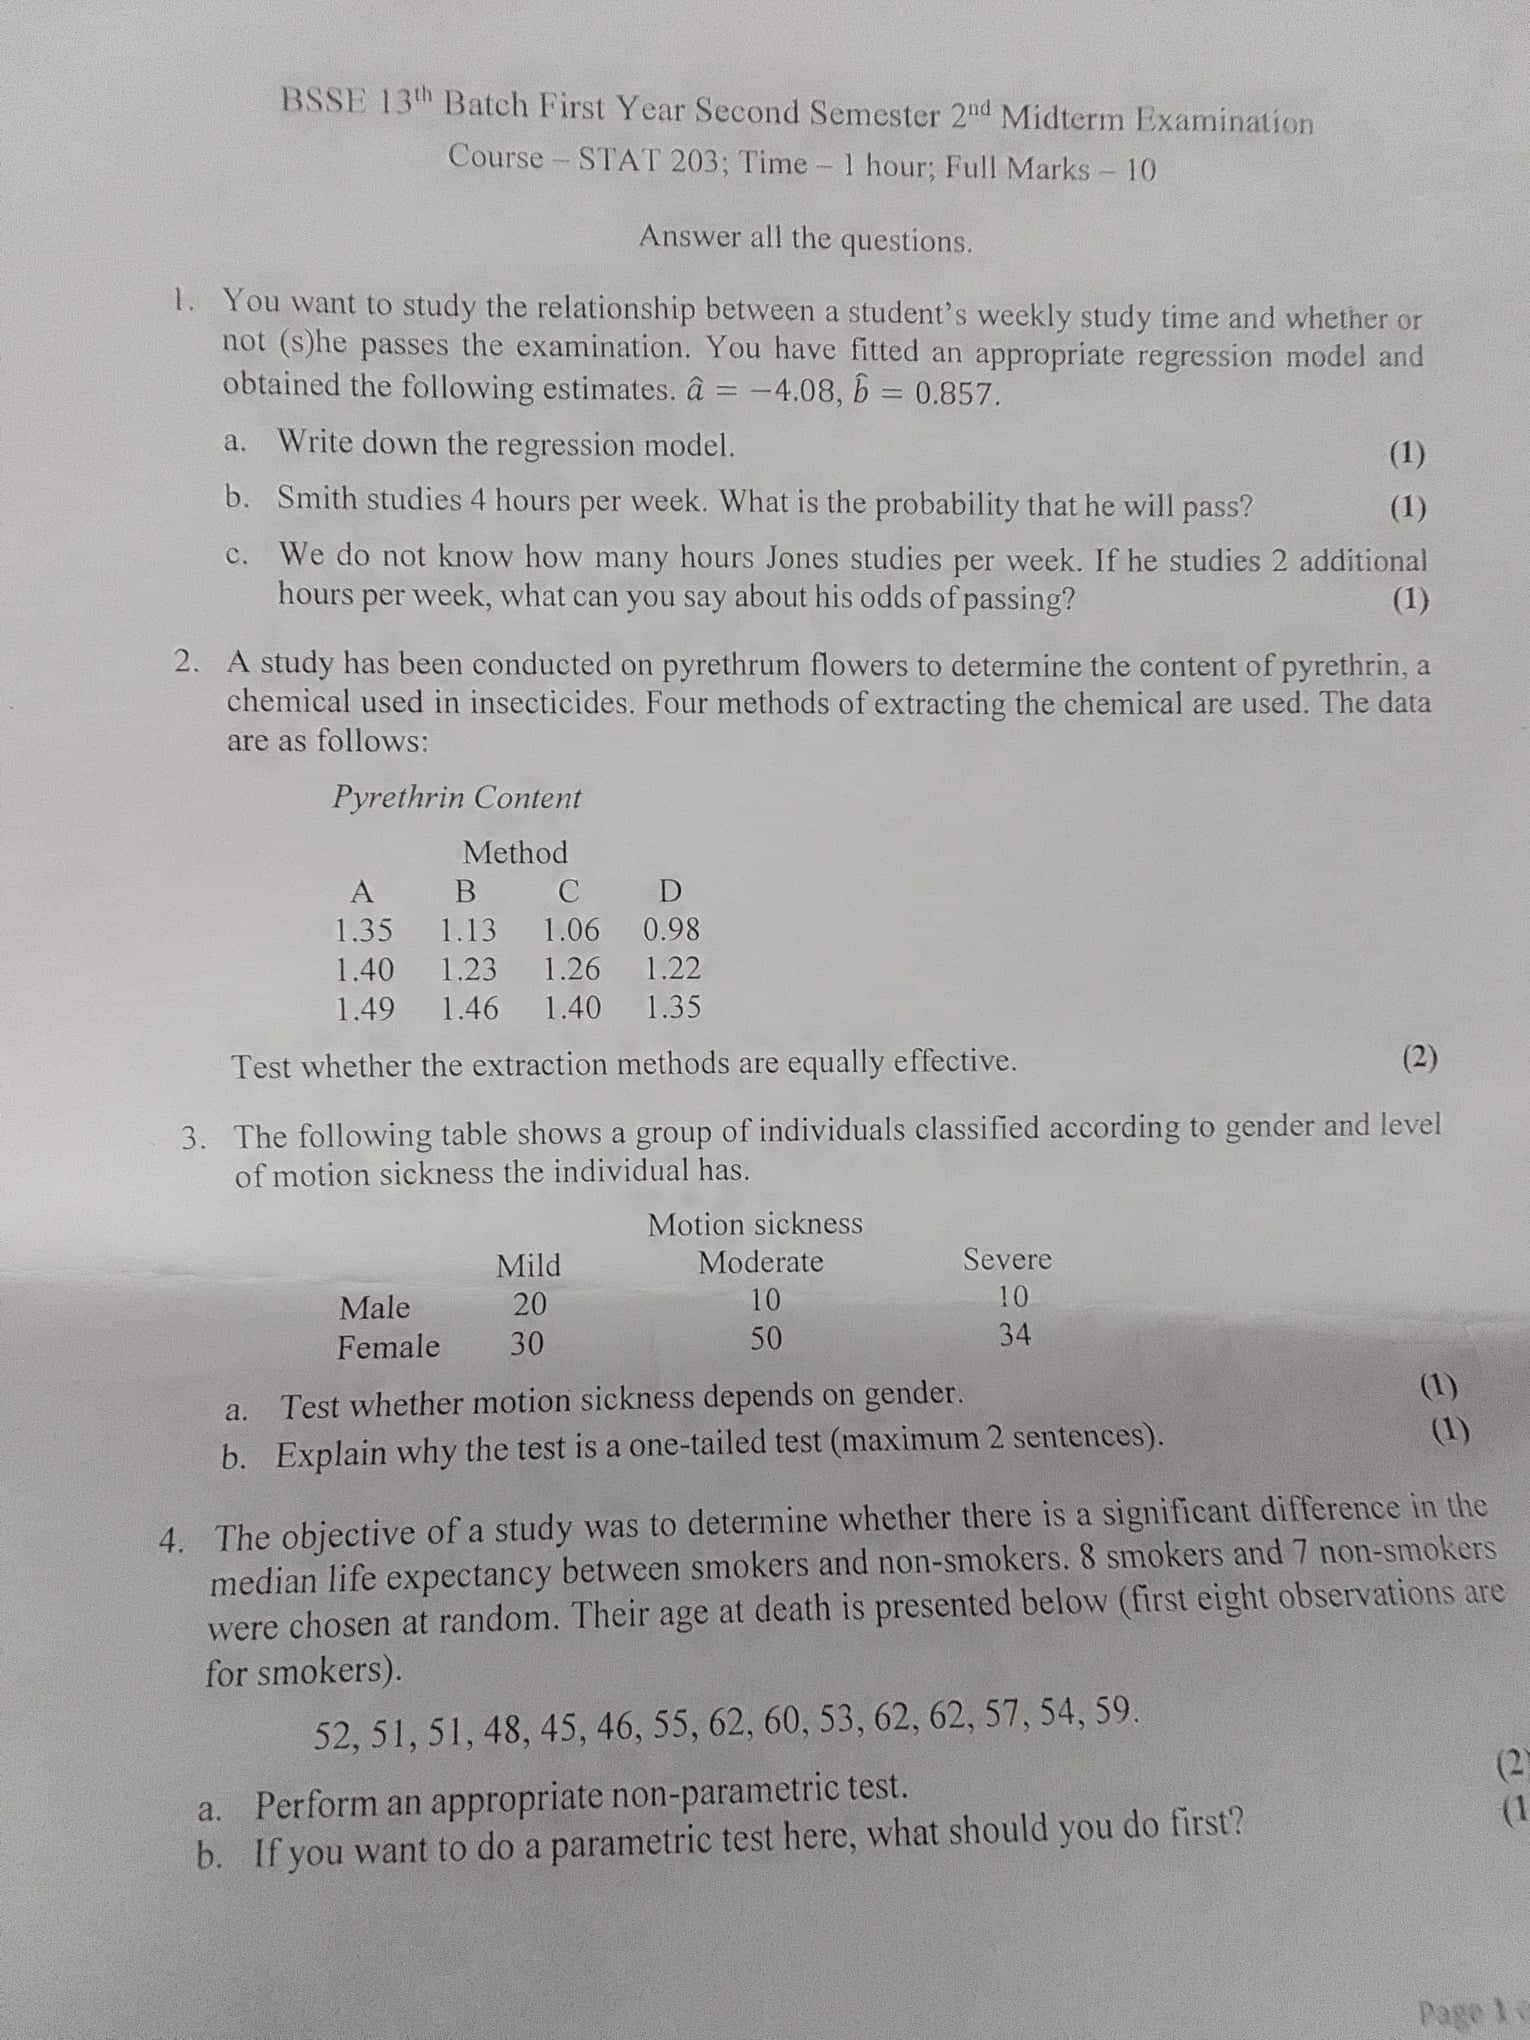 BSSE 13th Batch First Year Second Semester 2nd Midterm Examination
Course – STAT 203; Time – 1 hour; Full Marks – 10
Answer all the questions.
1. You want to study the relationship between a student's weekly study time and whether or
not (s)he passes the examination. You have fitted an appropriate regression model and
obtained the following estimates. â = −4.08, b̂ = 0.857.
a. Write down the regression model. (1)
b. Smith studies 4 hours per week. What is the probability that he will pass? (1)
c. We do not know how many hours Jones studies per week. If he studies 2 additional
hours per week, what can you say about his odds of passing? (1)
2. A study has been conducted on pyrethrum flowers to determine the content of pyrethrin, a
chemical used in insecticides. Four methods of extracting the chemical are used. The data
are as follows:
Pyrethrin Content
Method
A B C D
1.35 1.13 1.06 0.98
1.40 1.23 1.26 1.22
1.49 1.46 1.40 1.35
Test whether the extraction methods are equally effective. (2)
3. The following table shows a group of individuals classified according to gender and level
of motion sickness the individual has.
Motion sickness
Mild Moderate Severe
Male 20 10 10
Female 30 50 34
a. Test whether motion sickness depends on gender. (1)
b. Explain why the test is a one-tailed test (maximum 2 sentences). (1)
4. The objective of a study was to determine whether there is a significant difference in the
median life expectancy between smokers and non-smokers. 8 smokers and 7 non-smokers
were chosen at random. Their age at death is presented below (first eight observations are
for smokers).
52, 51, 51, 48, 45, 46, 55, 62, 60, 53, 62, 62, 57, 54, 59.
a. Perform an appropriate non-parametric test. (2)
b. If you want to do a parametric test here, what should you do first? (1
Page 1